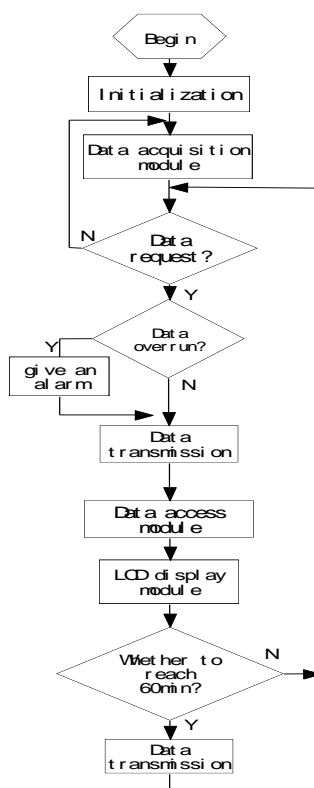 Begin
Initialization
Data acquisition
module
N
Data
request?
Y
Data
overrun?
Y
give an
alarm
N
Data
transmission
Data access
module
LCD display
module
Whether to
reach
60min?
N
Y
Data
transmission